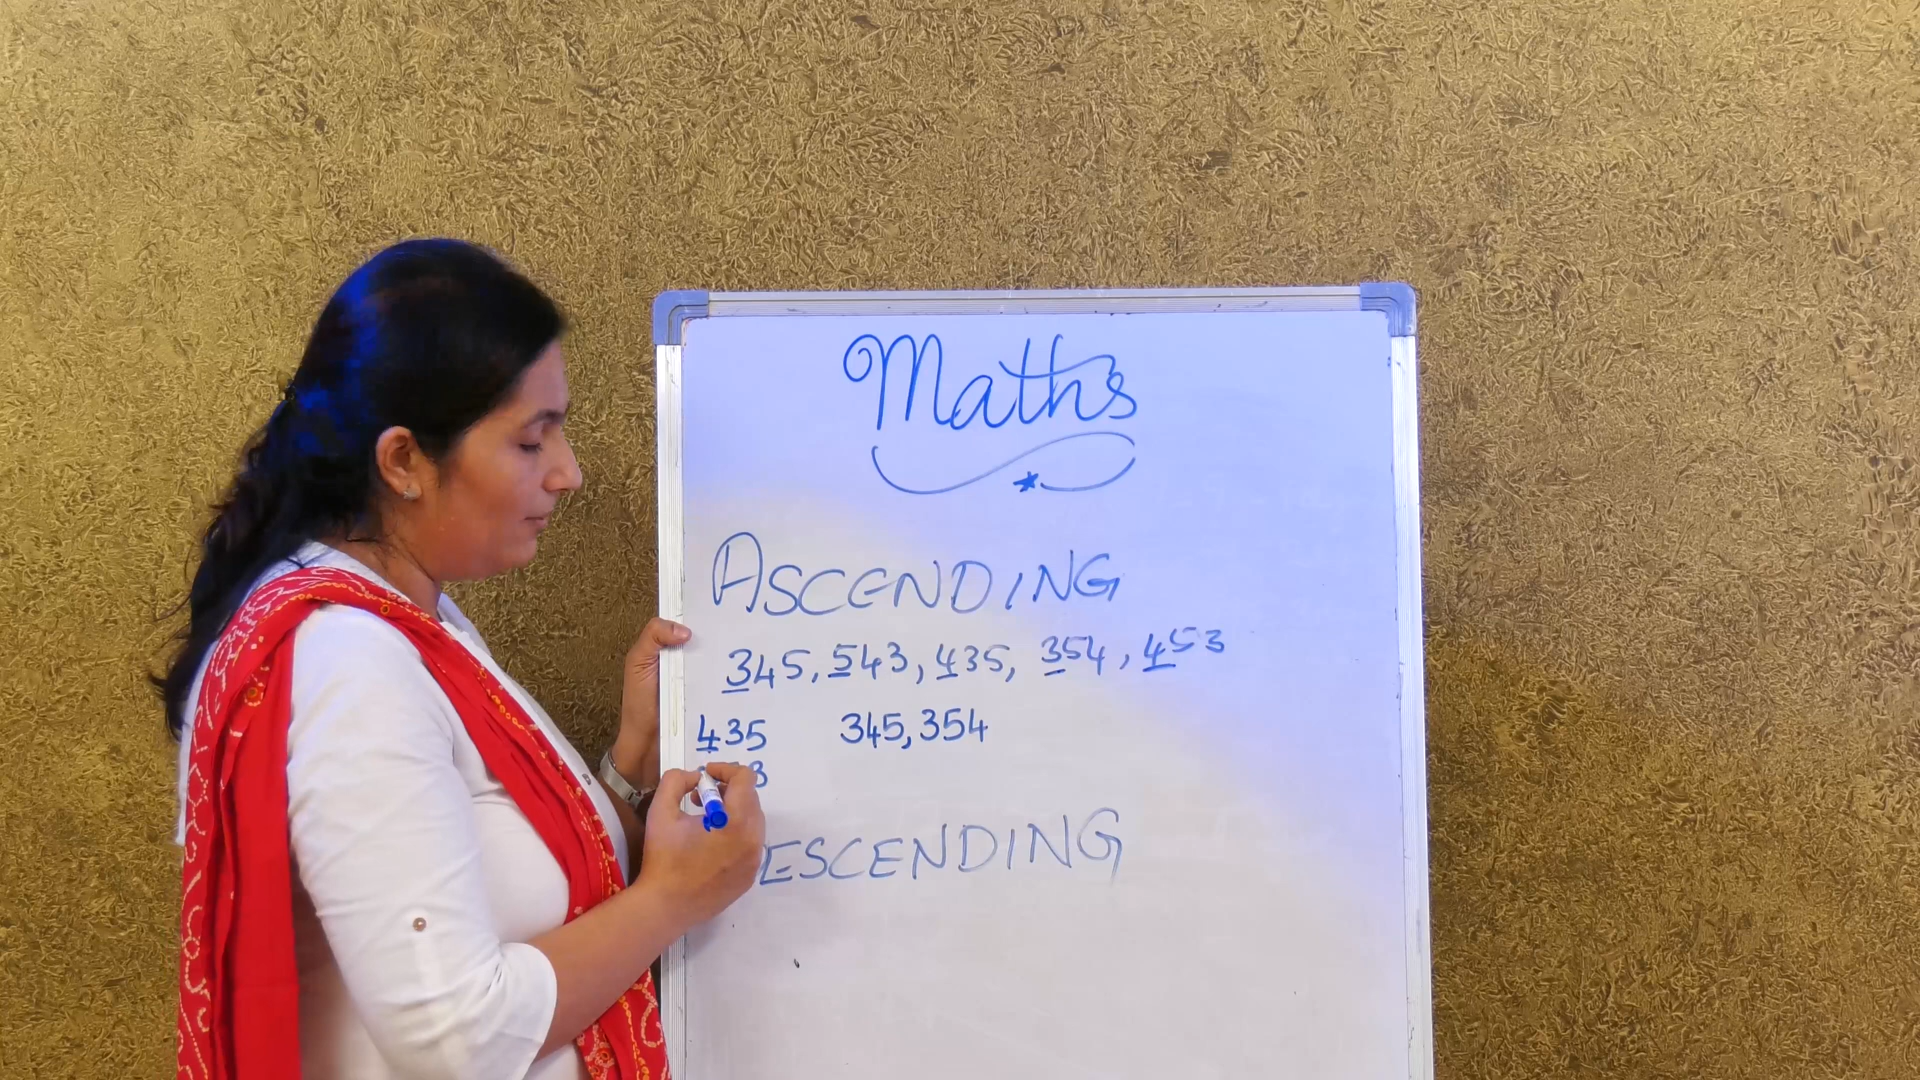 Maths
ASCENDING
345, 543, 435, 354, 453
435 345, 354
ESCENDING